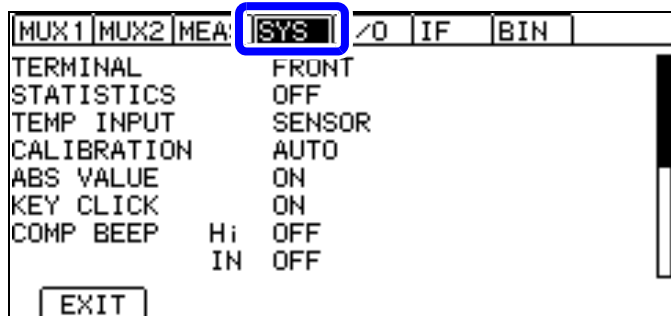 MUX1 MUX2 MEA SYS /O IF BIN
TERMINAL FRONT
STATISTICS OFF
TEMP INPUT SENSOR
CALIBRATION AUTO
ABS VALUE ON
KEY CLICK ON
COMP BEEP Hi OFF
IN OFF
EXIT